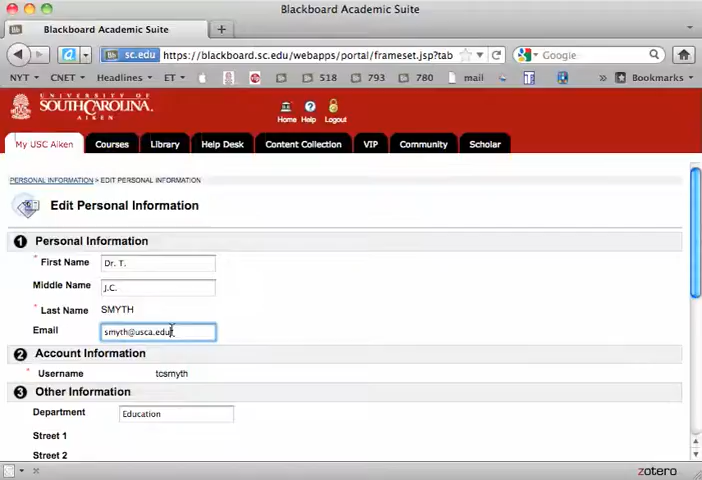 Blackboard Academic Suite
Blackboard Academic Suite
sc.edu https://blackboard.sc.edu/webapps/portal/frameset.jsp?tab Google
NYT CNET Headlines ET 518 793 780 mail » Bookmarks
UNIVERSITY OF
SOUTH CAROLINA.
AIKEN
Home Help Logout
My USC Aiken Courses Library Help Desk Content Collection VIP Community Scholar
PERSONAL INFORMATION > EDIT PERSONAL INFORMATION
Edit Personal Information
1 Personal Information
* First Name Dr. T.
Middle Name J.C.
* Last Name SMYTH
Email smyth@usca.edu
2 Account Information
* Username tcsmyth
3 Other Information
Department Education
Street 1
Street 2
zotero